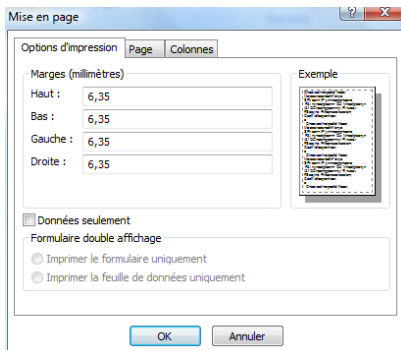 Mise en page
Options d'impression Page Colonnes
Marges (millimètres)
Haut : 6,35
Bas : 6,35
Gauche : 6,35
Droite : 6,35
Exemple
Données seulement
Formulaire double affichage
Imprimer le formulaire uniquement
Imprimer la feuille de données uniquement
OK Annuler